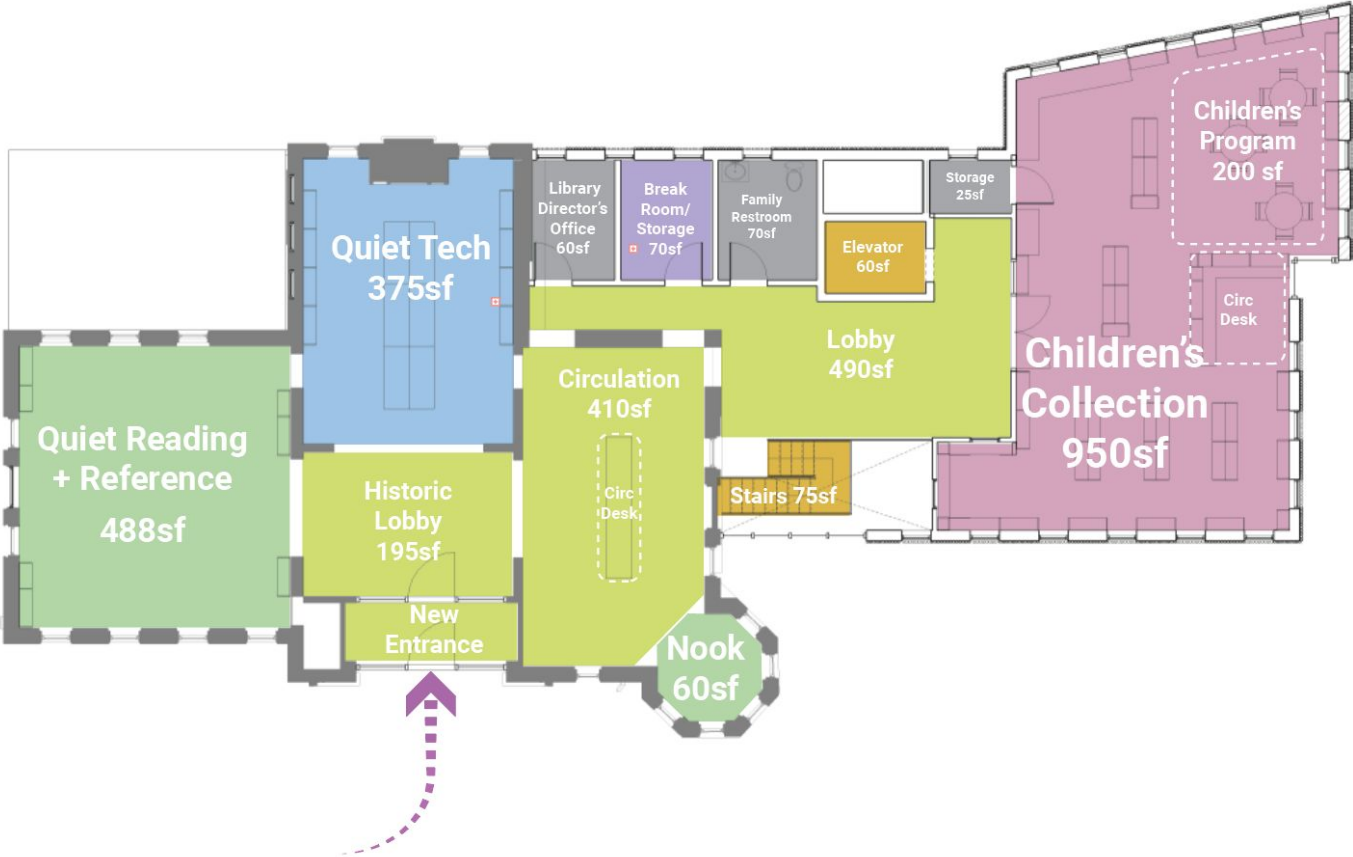 Children's
Program
200 sf
Storage
25sf
Library
Director's
Office
60sf
Break
Room/
Storage
70sf
Family
Restroom
70sf
Elevator
60sf
Quiet Tech
375sf
Circ
Desk
Lobby
490sf
Children's
Collection
950sf
Circulation
410sf
Quiet Reading
+ Reference
488sf
Historic
Lobby
195sf
Circ
Desk
Stairs 75sf
New
Entrance
Nook
60sf